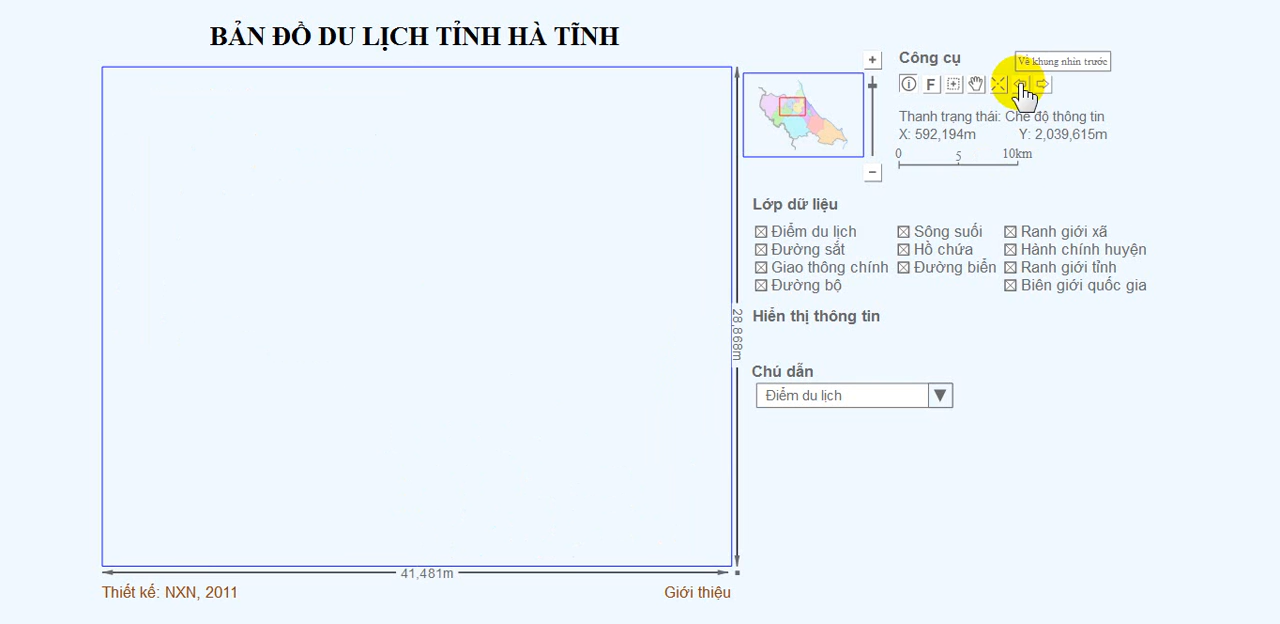 BẢN ĐỒ DU LỊCH TỈNH HÀ TĨNH
+
Công cụ
Về khung nhìn trước
F
Thanh trạng thái: Chế độ thông tin
X: 592,194m Y: 2,039,615m
0 5 10km
−
Lớp dữ liệu
Điểm du lịch Sông suối Ranh giới xã
Đường sắt Hồ chứa Hành chính huyện
Giao thông chính Đường biển Ranh giới tỉnh
Đường bộ Biên giới quốc gia
Hiển thị thông tin
28,868m
Chú dẫn
Điểm du lịch
41,481m
Thiết kế: NXN, 2011 Giới thiệu